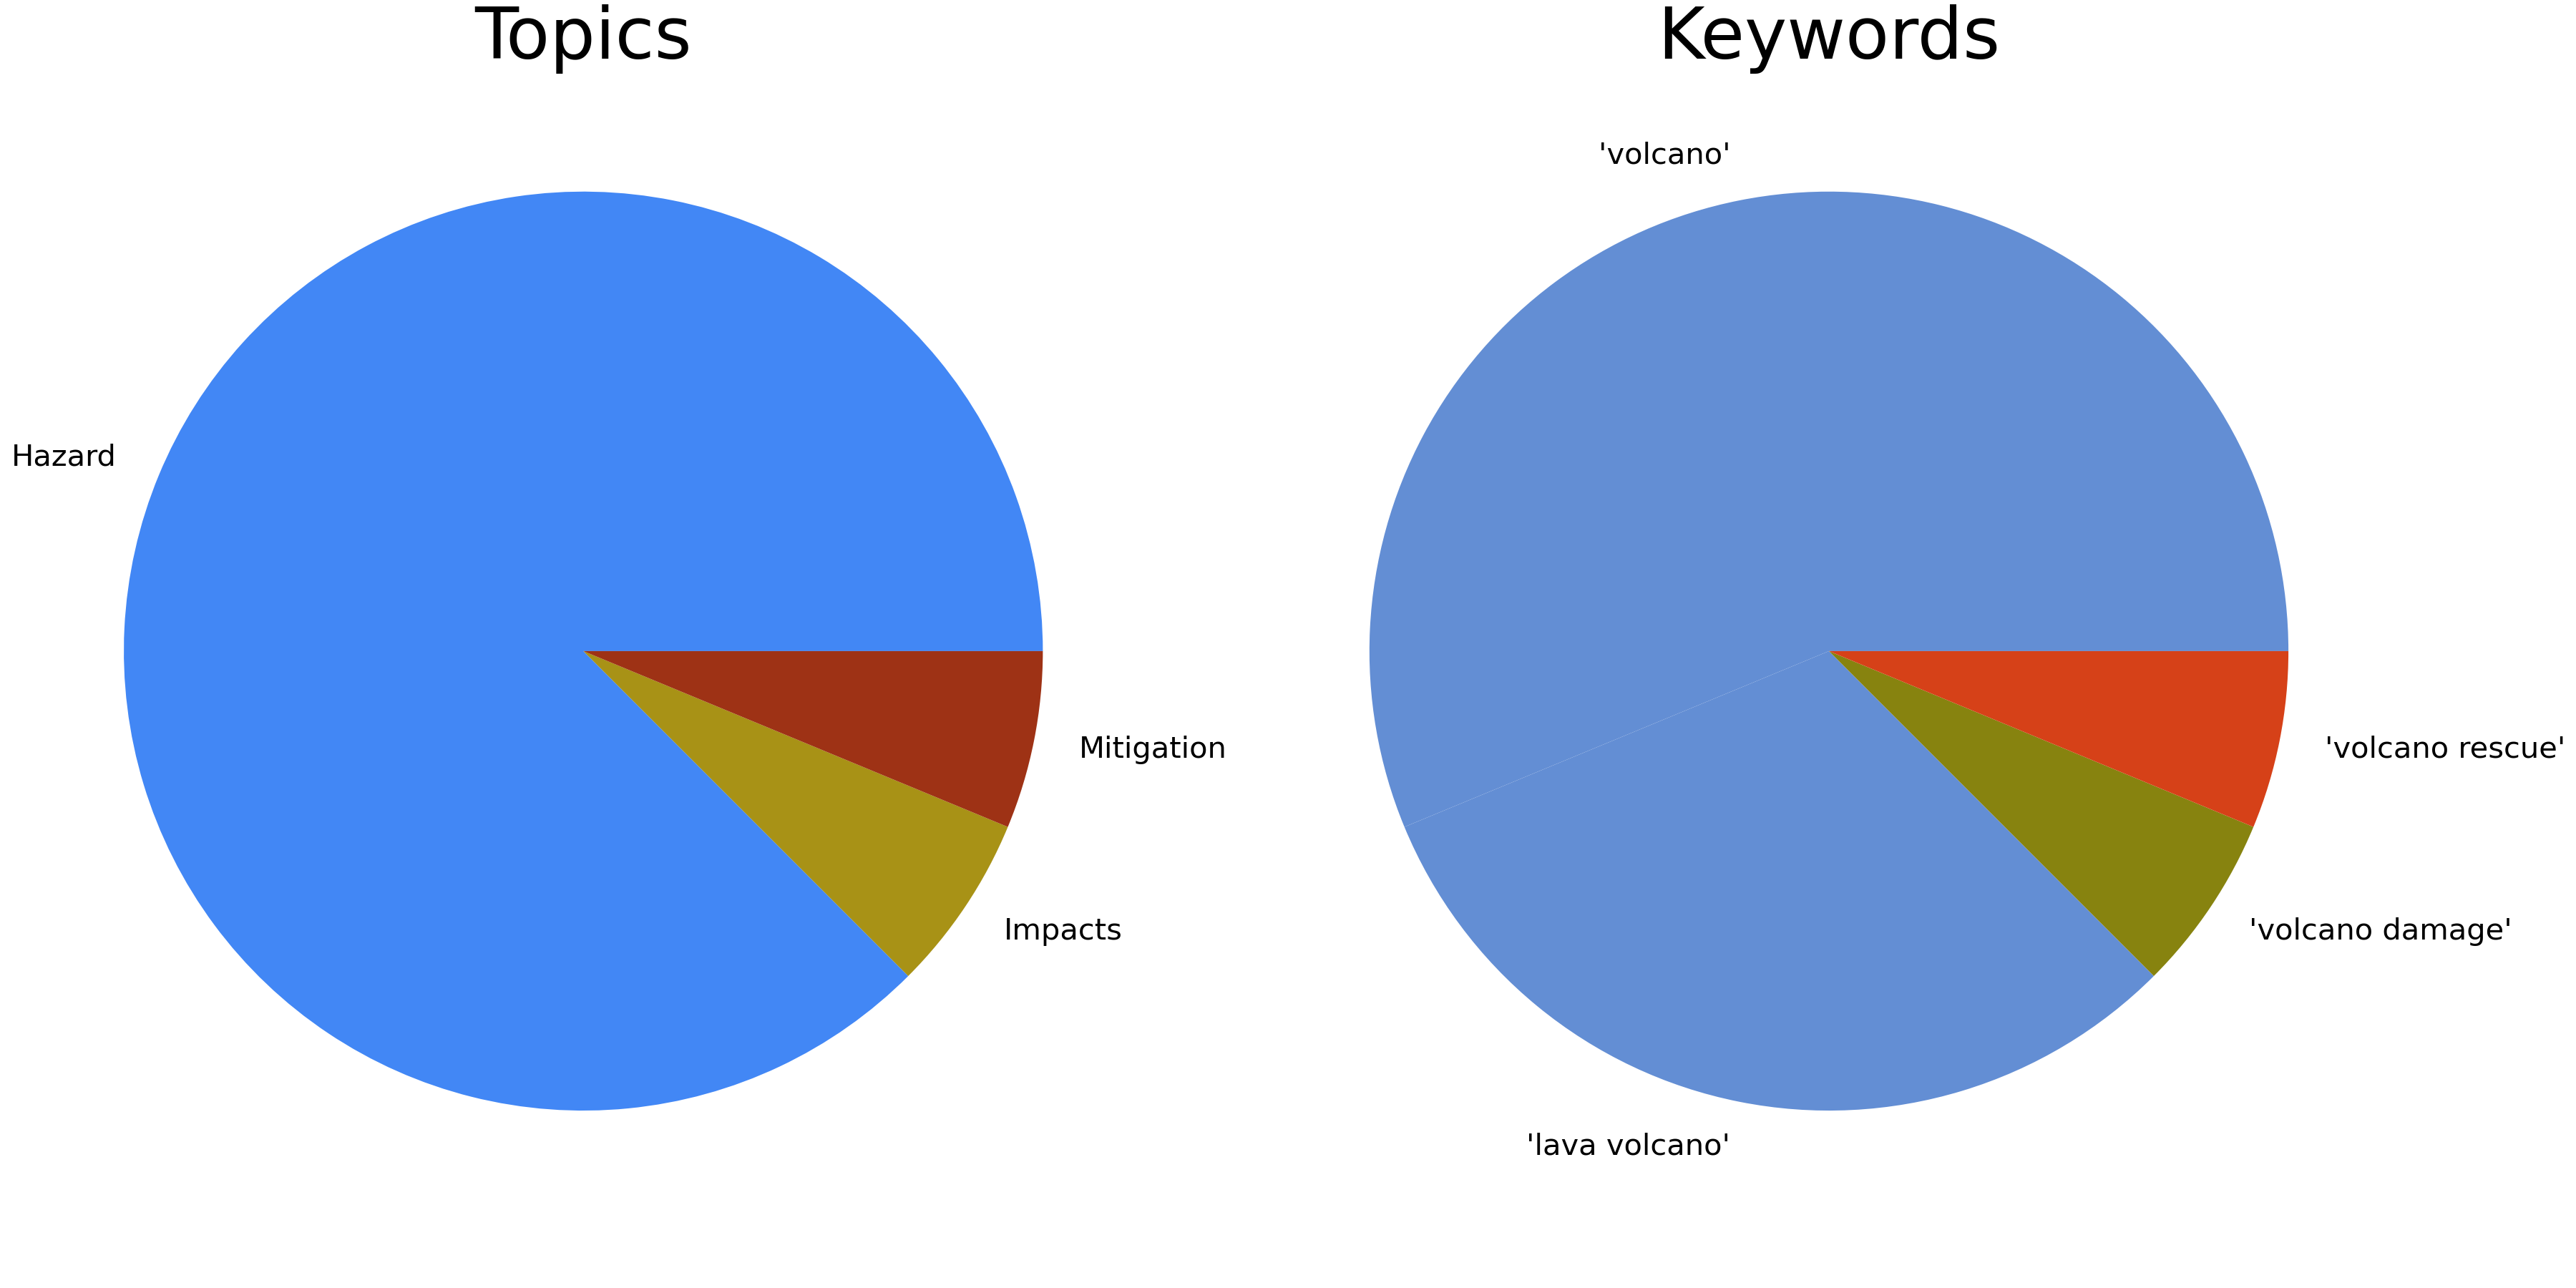 Topics
Hazard
Mitigation
Impacts
Keywords
'volcano'
'volcano rescue'
'volcano damage'
'lava volcano'